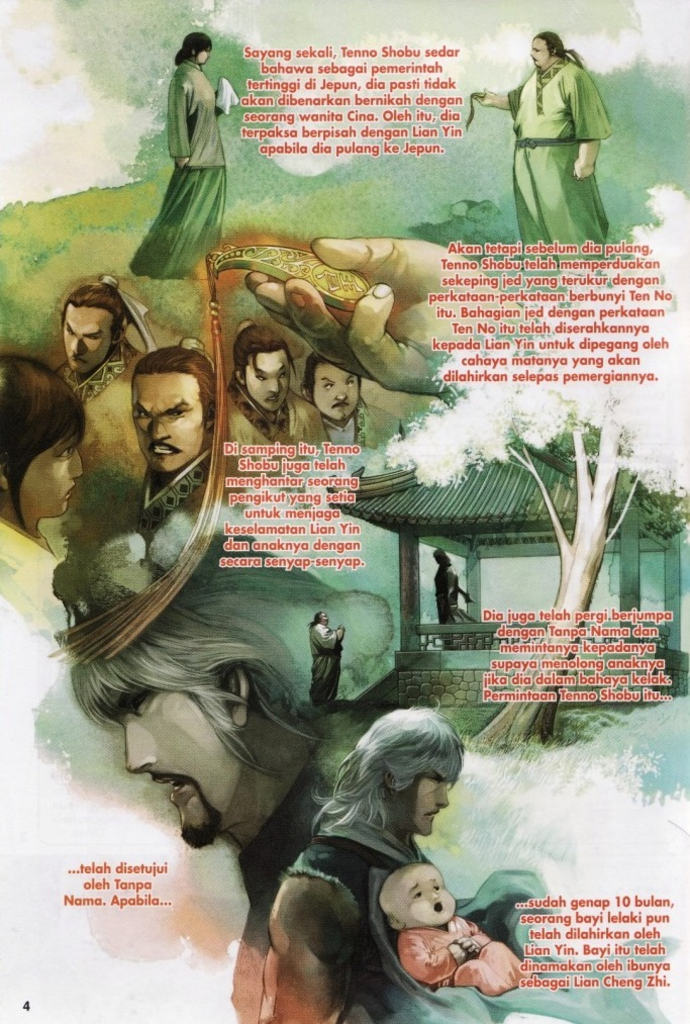 Sayang sekali, Tenno Shobu sedar
bahawa sebagai pemerintah
tertinggi di Jepun, dia pasti tidak
akan dibenarkan bernikah dengan
seorang wanita Cina. Oleh itu, dia
terpaksa berpisah dengan Lian Yin
apabila dia pulang ke Jepun.
Akan tetapi sebelum dia pulang,
Tenno Shobu telah memperduakan
sekeping jed yang terukur dengan
perkataan-perkataan berbunyi Ten No
itu. Bahagian jed dengan perkataan
Ten No itu telah diserahkannya
kepada Lian Yin untuk dipegang oleh
cahaya matanya yang akan
dilahirkan selepas pemergiannya.
Di samping itu, Tenno
Shobu juga telah
menghantar seorang
pengikut yang setia
untuk menjaga
keselamatan Lian Yin
dan anaknya dengan
secara senyap-senyap.
Dia juga telah pergi berjumpa
dengan Tanpa Nama dan
memintanya kepadanya
supaya menolong anaknya
jika dia dalam bahaya kelak.
Permintaan Tenno Shobu itu...
...telah disetujui
oleh Tanpa
Nama. Apabila...
...sudah genap 10 bulan,
seorang bayi lelaki pun
telah dilahirkan oleh
Lian Yin. Bayi itu telah
dinamakan oleh ibunya
sebagai Lian Cheng Zhi.
4